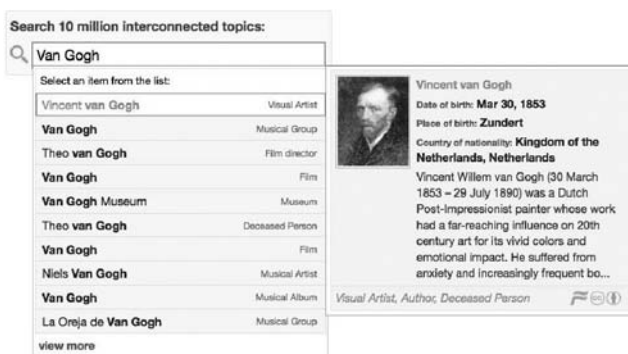 Search 10 million interconnected topics:
Van Gogh
Select an item from the list:
Vincent van Gogh Visual Artist
Van Gogh Musical Group
Theo van Gogh Film director
Van Gogh Film
Van Gogh Museum Museum
Theo van Gogh Deceased Person
Van Gogh Film
Niels Van Gogh Musical Artist
Van Gogh Musical Album
La Oreja de Van Gogh Musical Group
view more
Vincent van Gogh
Date of birth: Mar 30, 1853
Place of birth: Zundert
Country of nationality: Kingdom of the
Netherlands, Netherlands
Vincent Willem van Gogh (30 March
1853 – 29 July 1890) was a Dutch
Post-Impressionist painter whose work
had a far-reaching influence on 20th
century art for its vivid colors and
emotional impact. He suffered from
anxiety and increasingly frequent bo...
Visual Artist, Author, Deceased Person